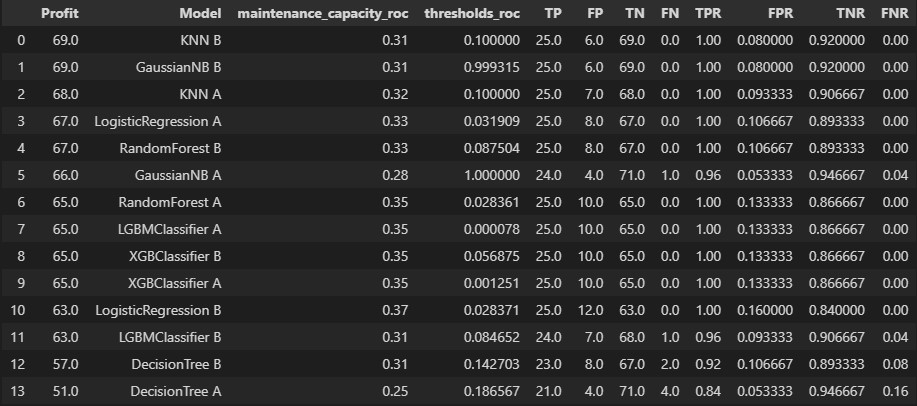 Profit Model maintenance_capacity_roc thresholds_roc TP FP TN FN TPR FPR TNR FNR
0 69.0 KNN B 0.31 0.100000 25.0 6.0 69.0 0.0 1.00 0.080000 0.920000 0.00
1 69.0 GaussianNB B 0.31 0.999315 25.0 6.0 69.0 0.0 1.00 0.080000 0.920000 0.00
2 68.0 KNN A 0.32 0.100000 25.0 7.0 68.0 0.0 1.00 0.093333 0.906667 0.00
3 67.0 LogisticRegression A 0.33 0.031909 25.0 8.0 67.0 0.0 1.00 0.106667 0.893333 0.00
4 67.0 RandomForest B 0.33 0.087504 25.0 8.0 67.0 0.0 1.00 0.106667 0.893333 0.00
5 66.0 GaussianNB A 0.28 1.000000 24.0 4.0 71.0 1.0 0.96 0.053333 0.946667 0.04
6 65.0 RandomForest A 0.35 0.028361 25.0 10.0 65.0 0.0 1.00 0.133333 0.866667 0.00
7 65.0 LGBMClassifier A 0.35 0.000078 25.0 10.0 65.0 0.0 1.00 0.133333 0.866667 0.00
8 65.0 XGBClassifier B 0.35 0.056875 25.0 10.0 65.0 0.0 1.00 0.133333 0.866667 0.00
9 65.0 XGBClassifier A 0.35 0.001251 25.0 10.0 65.0 0.0 1.00 0.133333 0.866667 0.00
10 63.0 LogisticRegression B 0.37 0.028371 25.0 12.0 63.0 0.0 1.00 0.160000 0.840000 0.00
11 63.0 LGBMClassifier B 0.31 0.084652 24.0 7.0 68.0 1.0 0.96 0.093333 0.906667 0.04
12 57.0 DecisionTree B 0.31 0.142703 23.0 8.0 67.0 2.0 0.92 0.106667 0.893333 0.08
13 51.0 DecisionTree A 0.25 0.186567 21.0 4.0 71.0 4.0 0.84 0.053333 0.946667 0.16